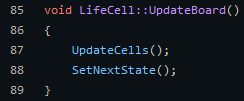 85 void LifeCell::UpdateBoard()
86 {
87     UpdateCells();
88     SetNextState();
89 }